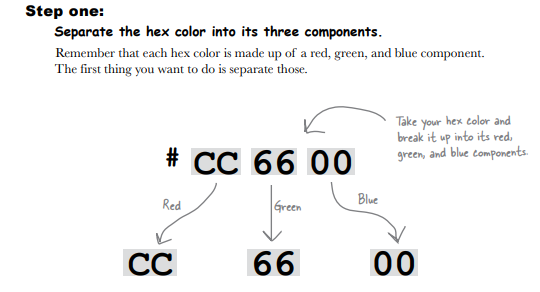 Step one:
Separate the hex color into its three components.
Remember that each hex color is made up of a red, green, and blue component.
The first thing you want to do is separate those.
Take your hex color and
break it up into its red,
green, and blue components.
# CC 66 00
Red
Green
Blue
CC 66 00